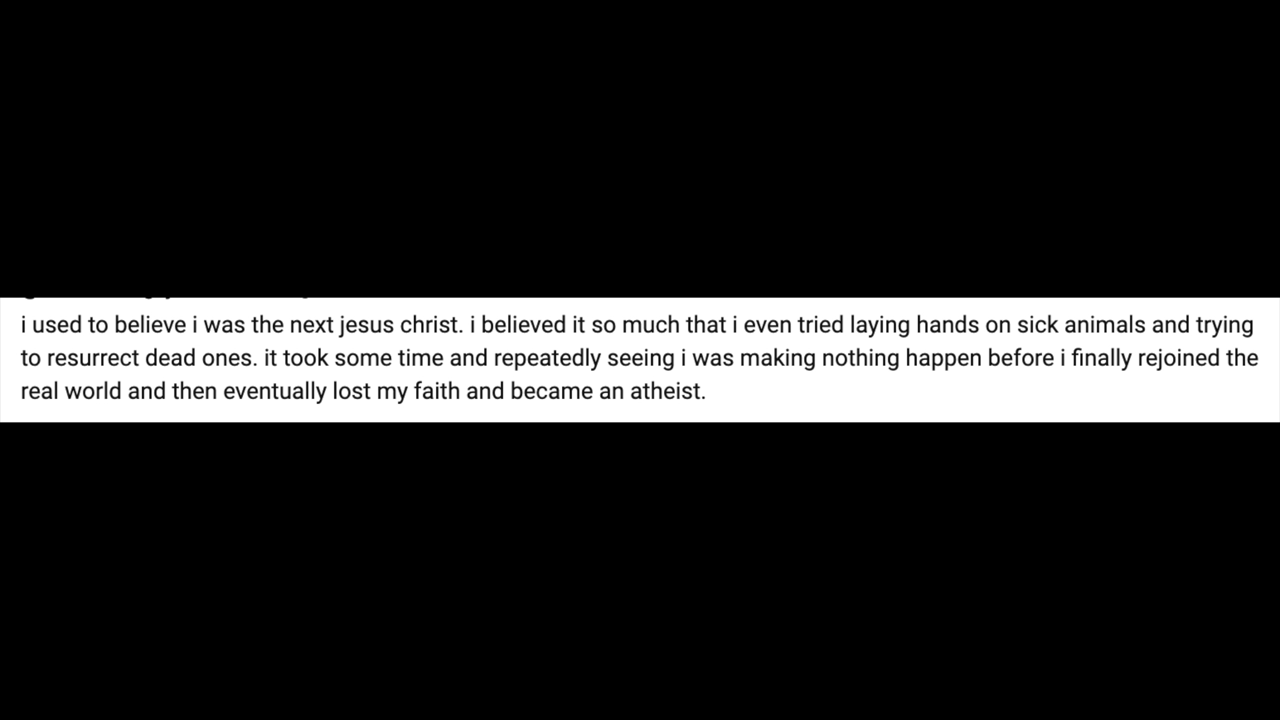 i used to believe i was the next jesus christ. i believed it so much that i even tried laying hands on sick animals and trying
to resurrect dead ones. it took some time and repeatedly seeing i was making nothing happen before i finally rejoined the
real world and then eventually lost my faith and became an atheist.